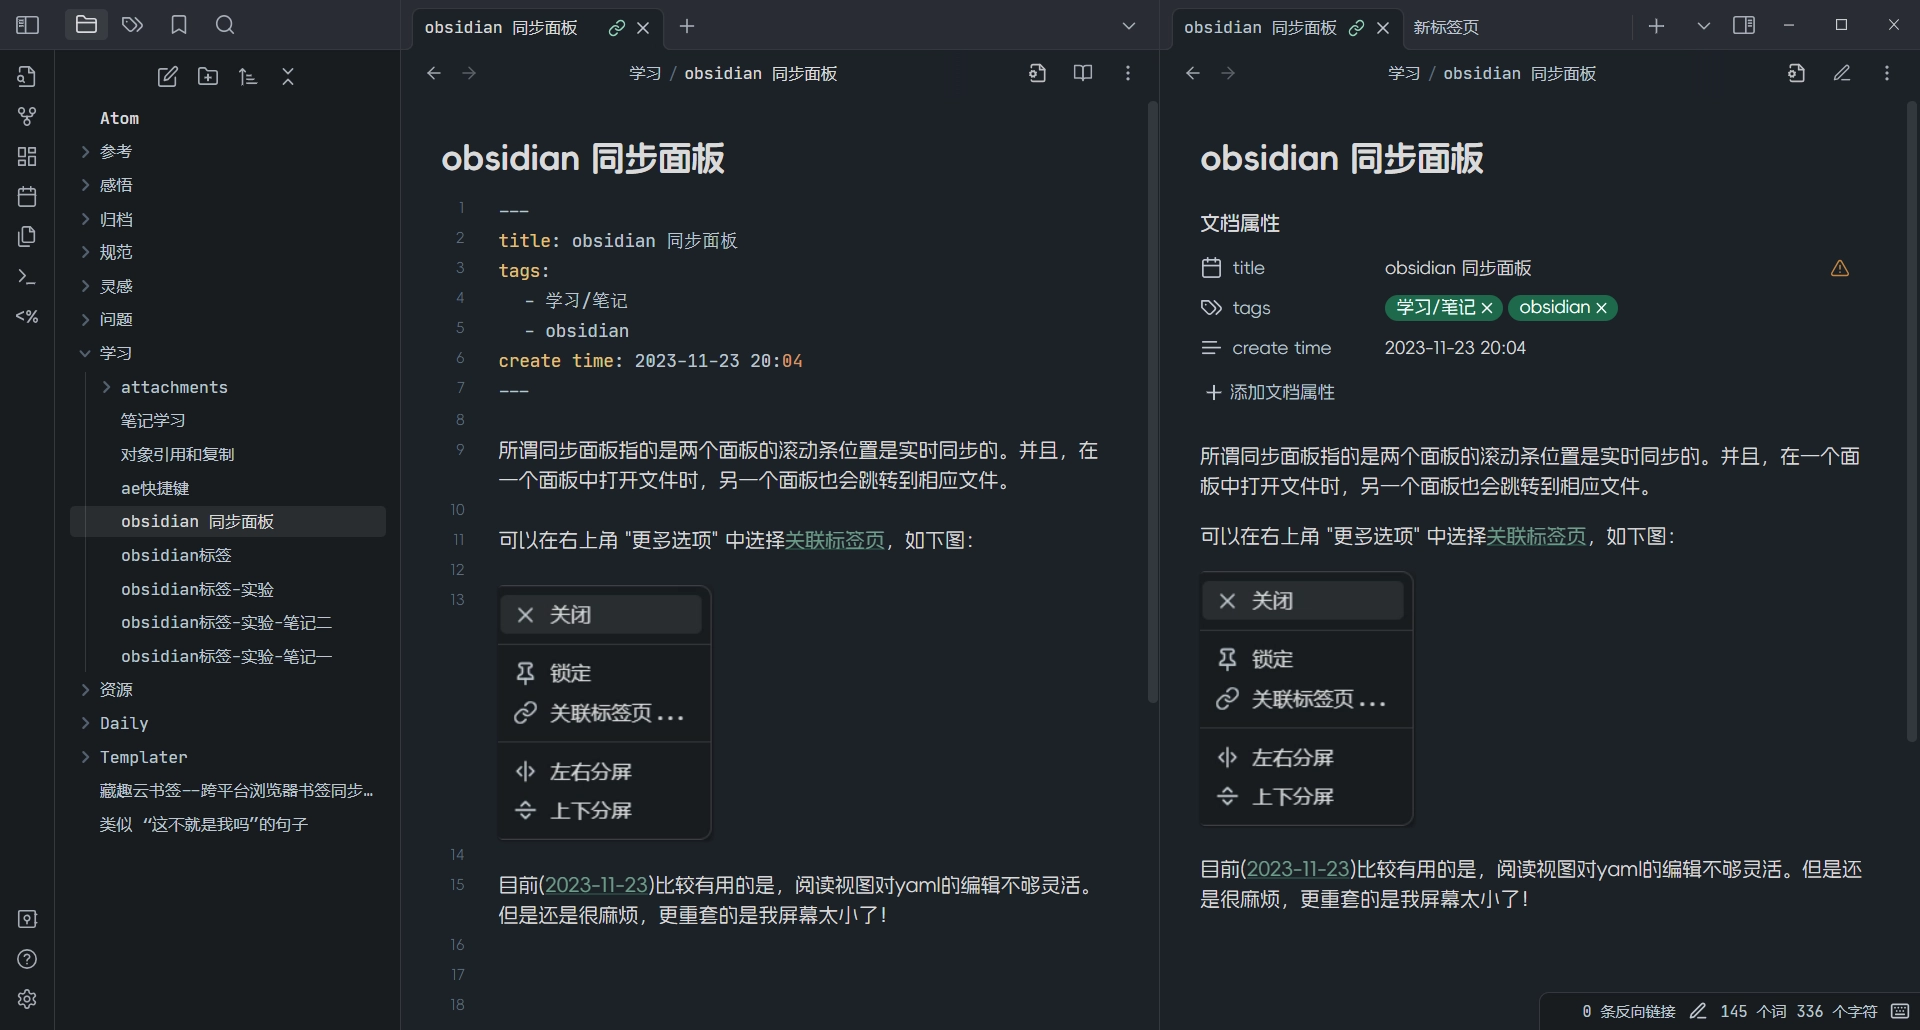 obsidian 同步面板
obsidian 同步面板
新标签页
Atom
参考
感悟
归档
规范
灵感
问题
学习
attachments
笔记学习
对象引用和复制
ae快捷键
obsidian 同步面板
obsidian标签
obsidian标签-实验
obsidian标签-实验-笔记二
obsidian标签-实验-笔记一
资源
Daily
Templater
藏趣云书签--跨平台浏览器书签同步…
类似 “这不就是我吗”的句子
学习 / obsidian 同步面板
obsidian 同步面板
1 ---
2 title: obsidian 同步面板
3 tags:
4 - 学习/笔记
5 - obsidian
6 create time: 2023-11-23 20:04
7 ---
8
9 所谓同步面板指的是两个面板的滚动条位置是实时同步的。并且，在
一个面板中打开文件时，另一个面板也会跳转到相应文件。
10
11 可以在右上角 "更多选项" 中选择关联标签页，如下图：
12
13
关闭
锁定
关联标签页...
左右分屏
上下分屏
14
15 目前(2023-11-23)比较有用的是，阅读视图对yaml的编辑不够灵活。
但是还是很麻烦，更重套的是我屏幕太小了！
16
17
18
学习 / obsidian 同步面板
obsidian 同步面板
文档属性
title obsidian 同步面板
tags 学习/笔记 obsidian
create time 2023-11-23 20:04
添加文档属性
所谓同步面板指的是两个面板的滚动条位置是实时同步的。并且，在一个面
板中打开文件时，另一个面板也会跳转到相应文件。
可以在右上角 "更多选项" 中选择关联标签页，如下图：
关闭
锁定
关联标签页...
左右分屏
上下分屏
目前(2023-11-23)比较有用的是，阅读视图对yaml的编辑不够灵活。但是还
是很麻烦，更重套的是我屏幕太小了！
0 条反向链接 145 个词 336 个字符